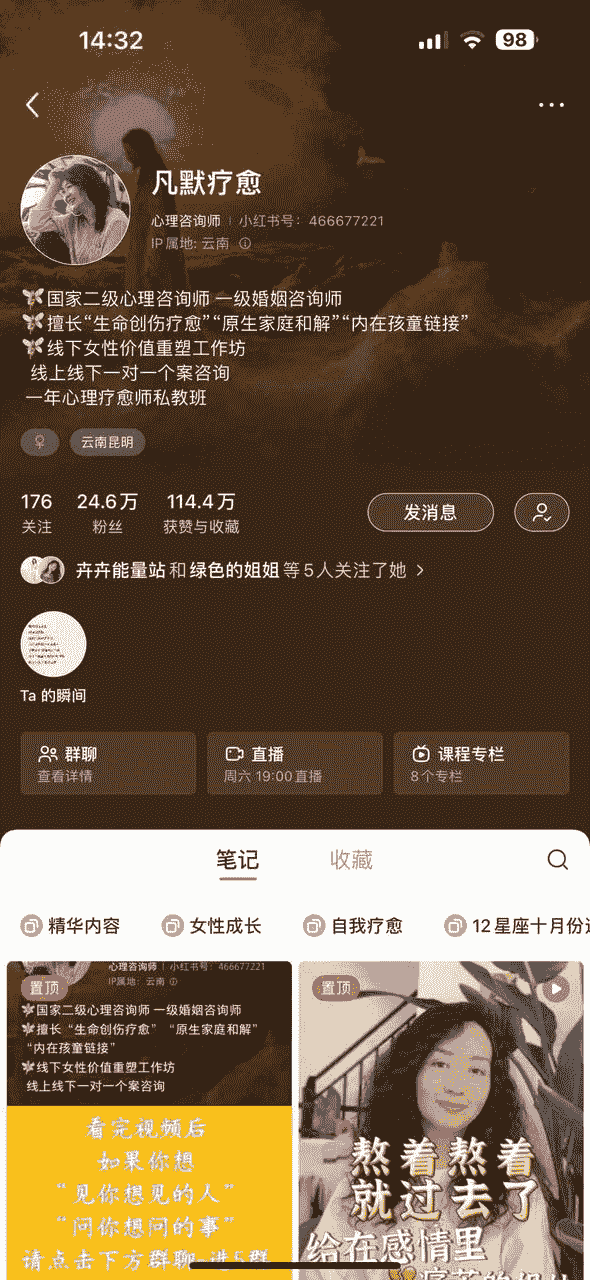 14:32
98
凡默疗愈
心理咨询师 | 小红书号：466677221
IP属地: 云南
国家二级心理咨询师 一级婚姻咨询师
擅长“生命创伤疗愈”“原生家庭和解”“内在孩童链接”
线下女性价值重塑工作坊
线上线下一对一个案咨询
一年心理疗愈师私教班
云南昆明
176 24.6万 114.4万
关注 粉丝 获赞与收藏
发消息
卉卉能量站和绿色的姐姐等5人关注了她
Ta 的瞬间
群聊 直播 课程专栏
查看详情 周六 19:00直播 8个专栏
笔记 收藏
精华内容 女性成长 自我疗愈 12星座十月份
置顶
心理咨询师 | 小红书号：466677221
IP属地：云南
国家二级心理咨询师 一级婚姻咨询师
擅长“生命创伤疗愈” “原生家庭和解”
“内在孩童链接”
线下女性价值重塑工作坊
线上线下一对一个案咨询
看完视频后
如果你想
“见你想见的人”
“问你想问的事”
请点击下方群聊-进5群
置顶
熬着熬着
就过去了
给在感情里